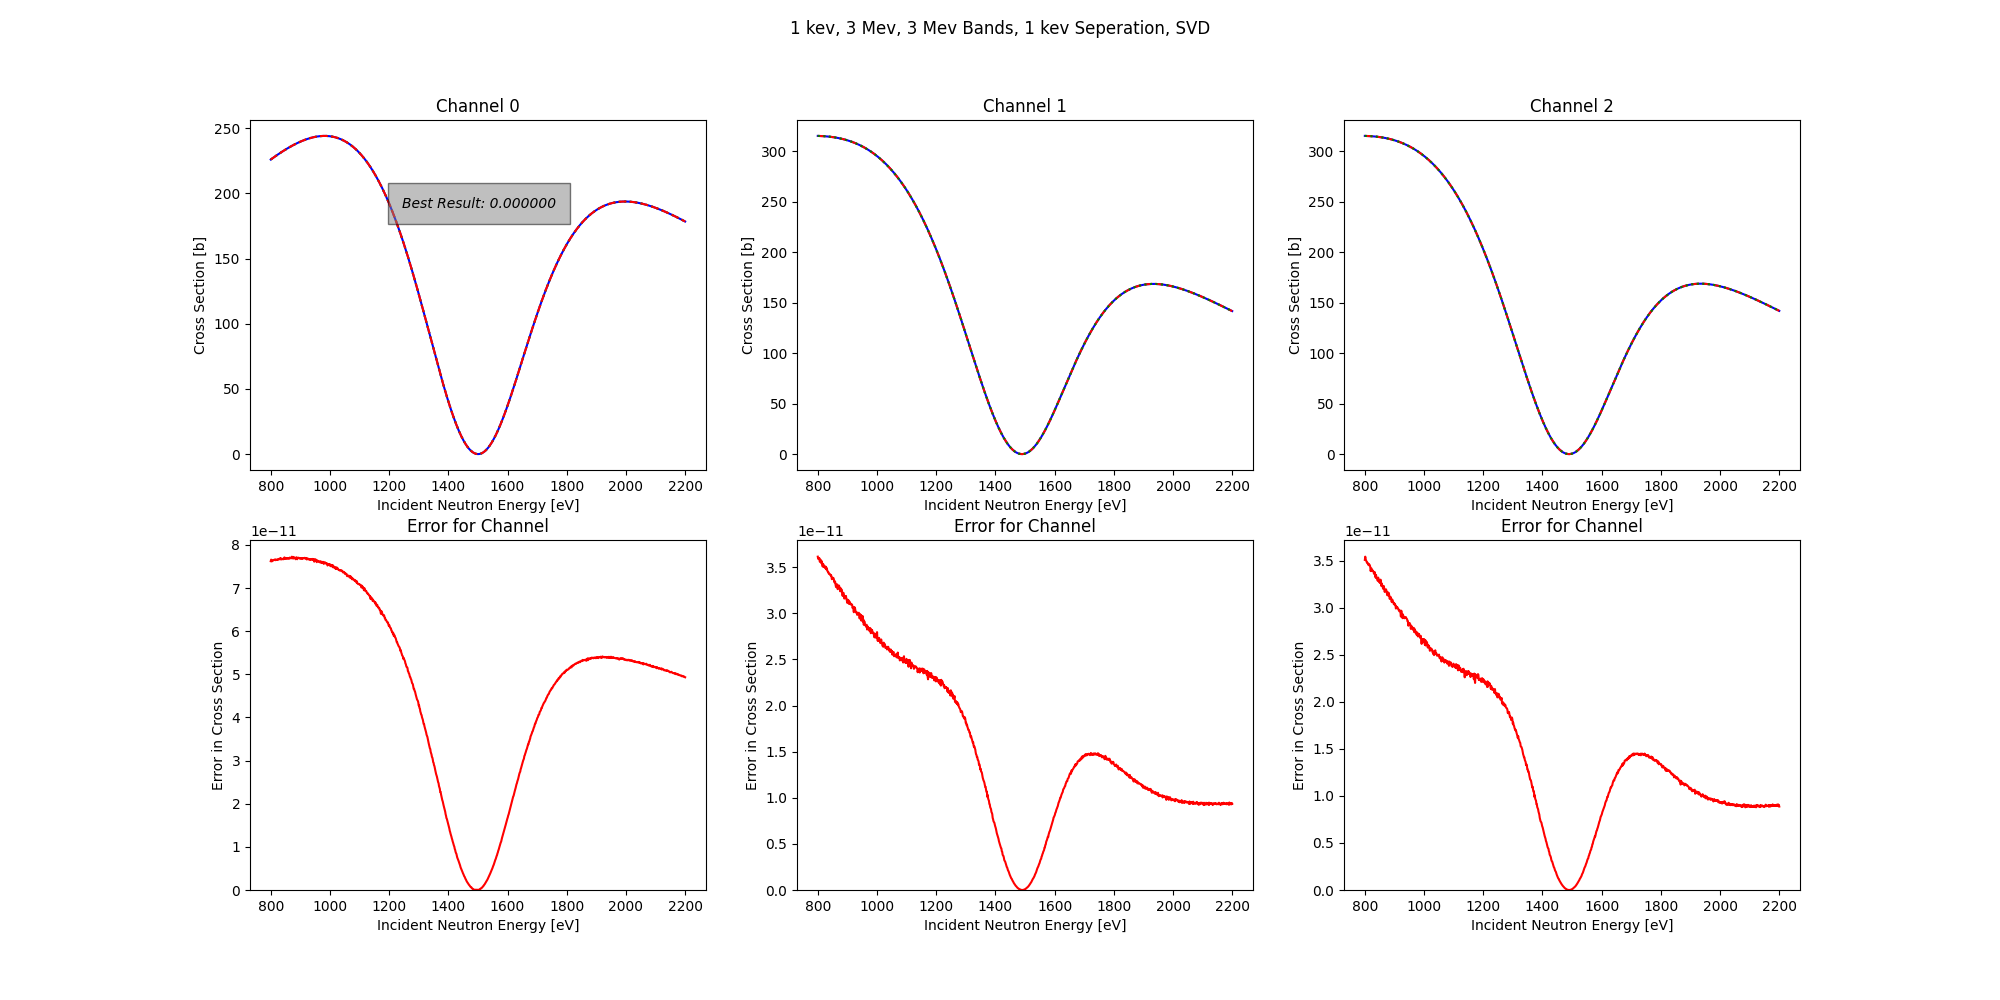 1 kev, 3 Mev, 3 Mev Bands, 1 kev Seperation, SVD
Channel 0
Cross Section [b]
250
200
150
100
50
0
Best Result: 0.000000
800 1000 1200 1400 1600 1800 2000 2200
Incident Neutron Energy [eV]
Channel 1
Cross Section [b]
300
250
200
150
100
50
0
800 1000 1200 1400 1600 1800 2000 2200
Incident Neutron Energy [eV]
Channel 2
Cross Section [b]
300
250
200
150
100
50
0
800 1000 1200 1400 1600 1800 2000 2200
Incident Neutron Energy [eV]
Error for Channel
1e−11
Error in Cross Section
8
7
6
5
4
3
2
1
0
800 1000 1200 1400 1600 1800 2000 2200
Incident Neutron Energy [eV]
Error for Channel
1e−11
Error in Cross Section
3.5
3.0
2.5
2.0
1.5
1.0
0.5
0.0
800 1000 1200 1400 1600 1800 2000 2200
Incident Neutron Energy [eV]
Error for Channel
1e−11
Error in Cross Section
3.5
3.0
2.5
2.0
1.5
1.0
0.5
0.0
800 1000 1200 1400 1600 1800 2000 2200
Incident Neutron Energy [eV]